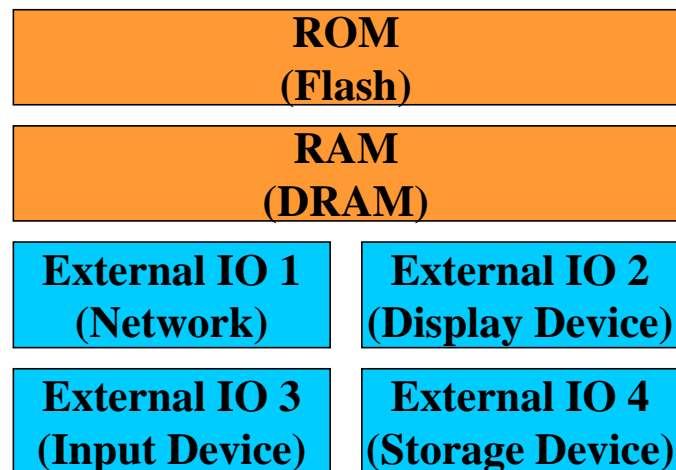 ROM
(Flash)
RAM
(DRAM)
External IO 1
(Network)
External IO 2
(Display Device)
External IO 3
(Input Device)
External IO 4
(Storage Device)